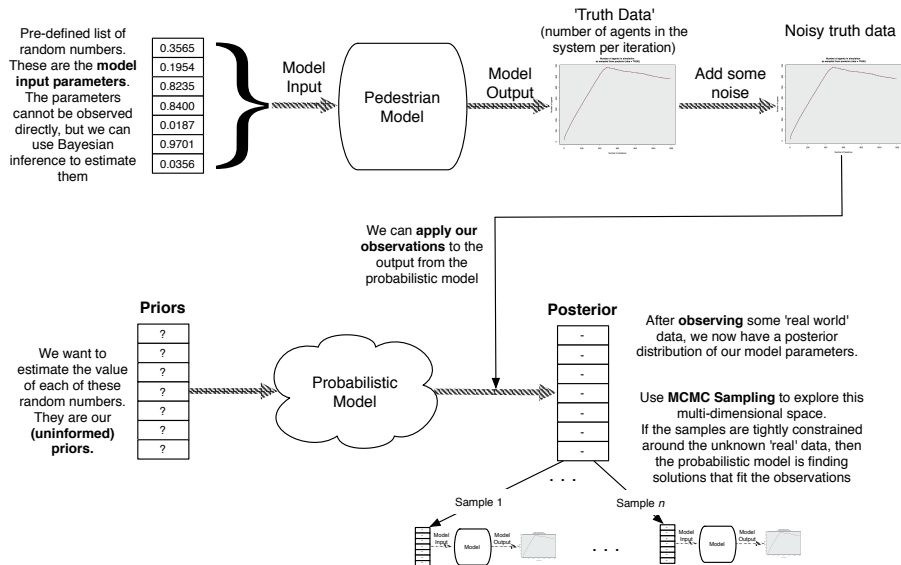 Pre-defined list of
random numbers.
These are the model
input parameters.
The parameters
cannot be observed
directly, but we can
use Bayesian
inference to estimate
them
0.3565
0.1954
0.8235
0.8400
0.0187
0.9701
0.0356
Model
Input
Pedestrian
Model
Model
Output
'Truth Data'
(number of agents in the
system per iteration)
Add some
noise
Noisy truth data
We can apply our
observations to the
output from the
probabilistic model
Priors
?
?
?
?
?
?
?
We want to
estimate the value
of each of these
random numbers.
They are our
(uninformed)
priors.
Probabilistic
Model
Posterior
-
-
-
-
-
-
-
After observing some 'real world'
data, we now have a posterior
distribution of our model parameters.
Use MCMC Sampling to explore this
multi-dimensional space.
If the samples are tightly constrained
around the unknown 'real' data, then
the probabilistic model is finding
solutions that fit the observations
. . .
Sample 1
Sample n
Model
Input
Model
Model
Output
. . .
Model
Input
Model
Model
Output